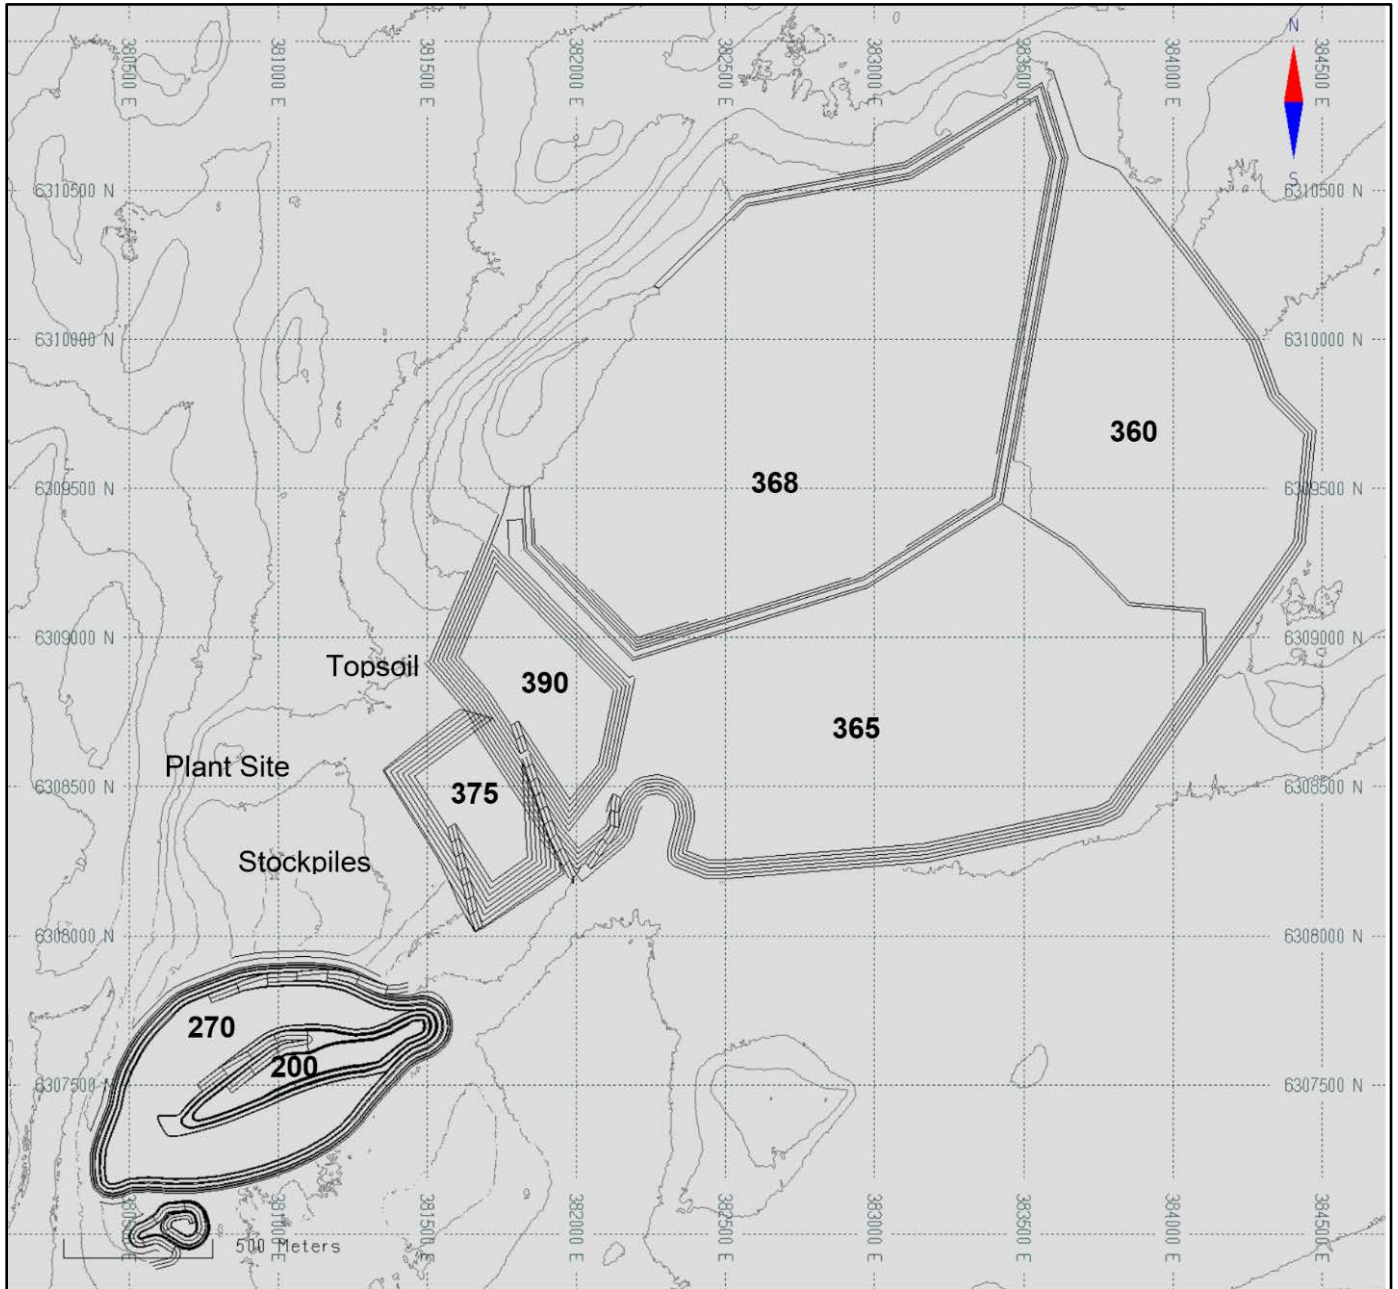 N
380500 E
381000 E
381500 E
382000 E
382500 E
383000 E
383500 E
384000 E
384500 E
S
6310500 N 6310500 N
6310000 N 6310000 N
360
368
6309500 N 6309500 N
6309000 N 6309000 N
Topsoil
390
365
Plant Site
6308500 N 6308500 N
375
Stockpiles
6308000 N 6308000 N
270
200
6307500 N 6307500 N
380500 E
381000 E
381500 E
382000 E
382500 E
383000 E
383500 E
384000 E
384500 E
500 Meters